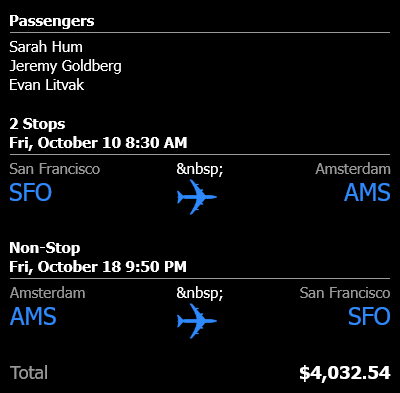 Passengers
Sarah Hum
Jeremy Goldberg
Evan Litvak
2 Stops
Fri, October 10 8:30 AM
San Francisco &nbsp; Amsterdam
SFO AMS
Non-Stop
Fri, October 18 9:50 PM
Amsterdam &nbsp; San Francisco
AMS SFO
Total $4,032.54